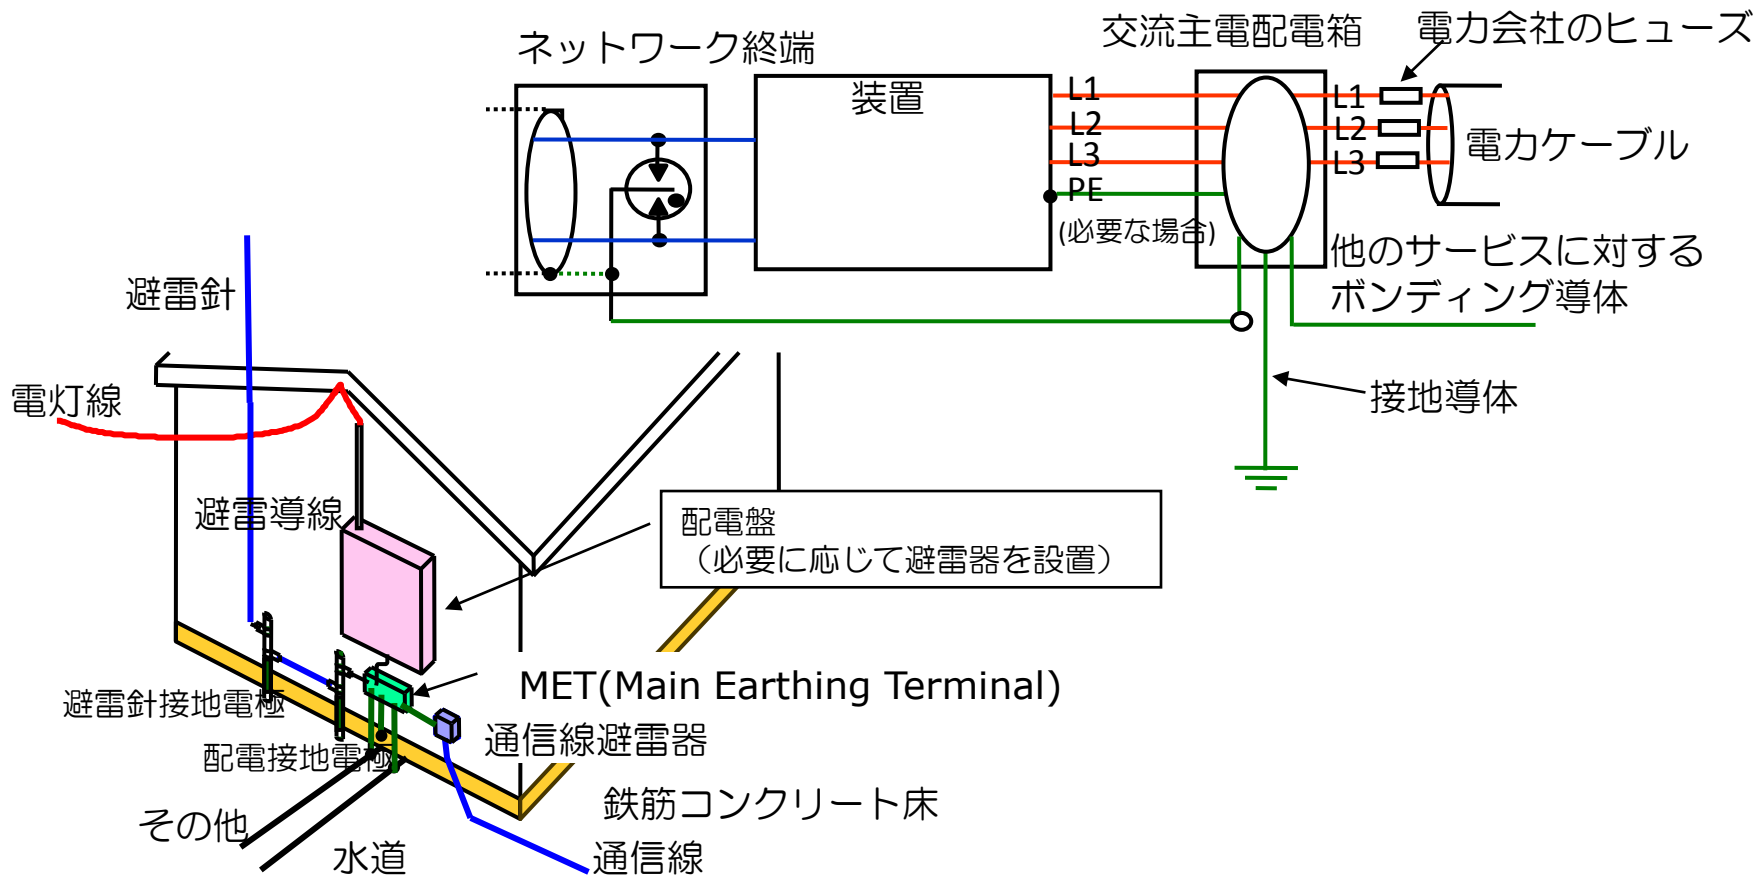 ネットワーク終端
交流主電配電箱
電力会社のヒューズ
装置
L1
L2
L3
PE
(必要な場合)
L1
L2
L3
電力ケーブル
他のサービスに対する
ボンディング導体
接地導体
避雷針
電灯線
避雷導線
配電盤
（必要に応じて避雷器を設置）
MET(Main Earthing Terminal)
避雷針接地電極
配電接地電極
通信線避雷器
その他
水道
鉄筋コンクリート床
通信線